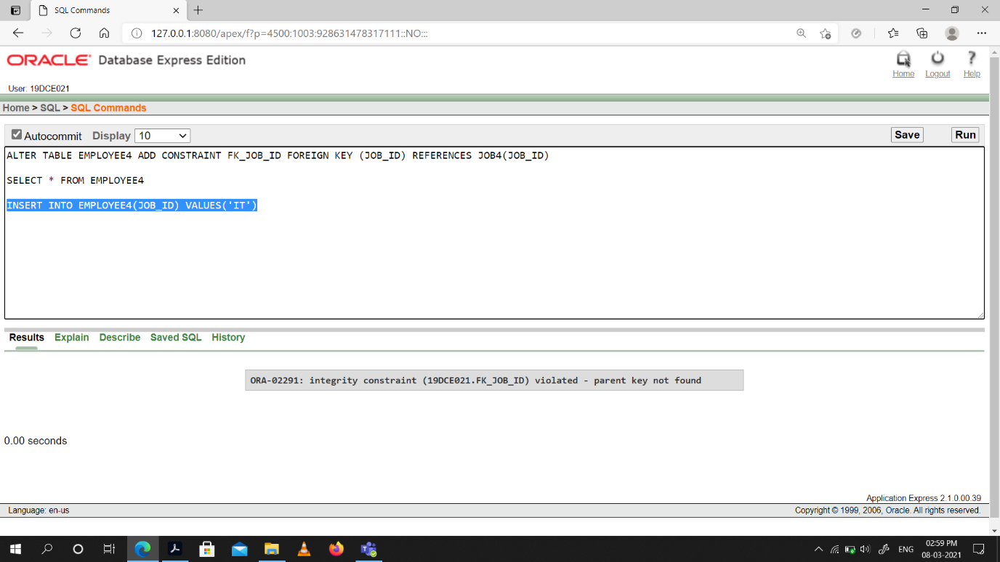 SQL Commands
127.0.0.1:8080/apex/f?p=4500:1003:928631478317111::NO:::
ORACLE® Database Express Edition
Home Logout Help
User: 19DCE021
Home > SQL > SQL Commands
Autocommit Display 10 Save Run
ALTER TABLE EMPLOYEE4 ADD CONSTRAINT FK_JOB_ID FOREIGN KEY (JOB_ID) REFERENCES JOB4(JOB_ID)
SELECT * FROM EMPLOYEE4
INSERT INTO EMPLOYEE4(JOB_ID) VALUES('IT')
Results Explain Describe Saved SQL History
ORA-02291: integrity constraint (19DCE021.FK_JOB_ID) violated - parent key not found
0.00 seconds
Application Express 2.1.0.00.39
Language: en-us Copyright © 1999, 2006, Oracle. All rights reserved.
ENG 02:59 PM
08-03-2021